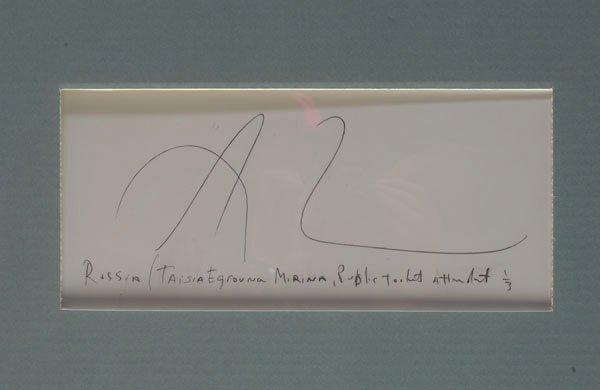 Russia / Taisia Egrovna Mirina, Public toilet attendant 1/3